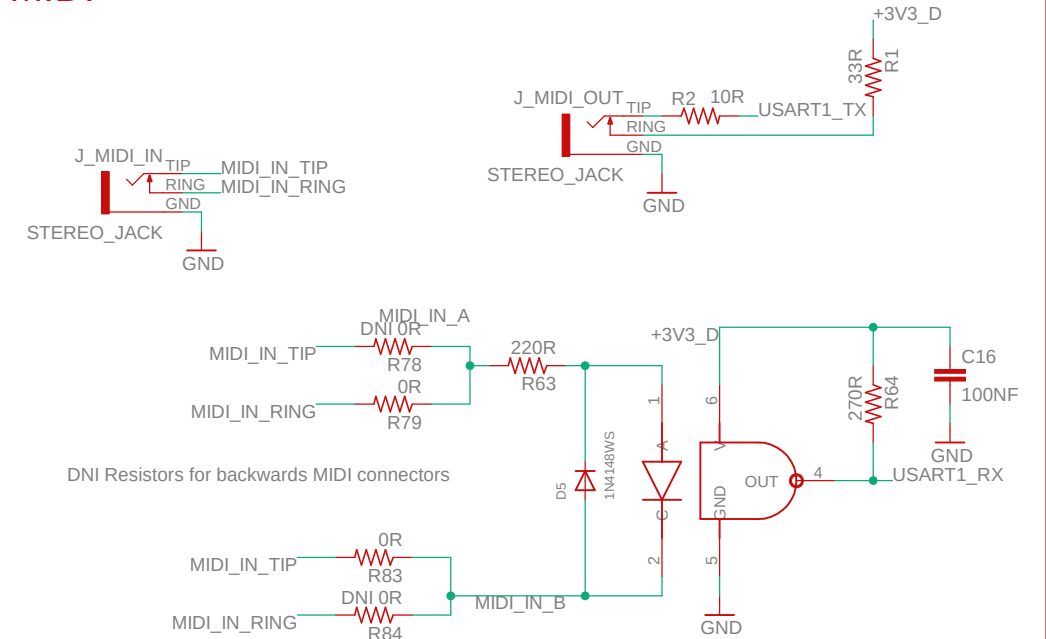 MIDI
+3V3_D
33R
R1
J_MIDI_OUT
TIP
R2
10R
USART1_TX
RING
GND
STEREO_JACK
GND
J_MIDI_IN
TIP
MIDI_IN_TIP
RING
MIDI_IN_RING
GND
STEREO_JACK
GND
MIDI_IN_A
DNI 0R
MIDI_IN_TIP
R78
220R
R63
+3V3_D
0R
MIDI_IN_RING
R79
1
6
A
V
270R
R64
C16
100NF
GND
DNI Resistors for backwards MIDI connectors
D5
1N4148WS
OUT
4
USART1_RX
C
GND
2
5
0R
MIDI_IN_TIP
R83
DNI 0R
MIDI_IN_B
MIDI_IN_RING
R84
GND